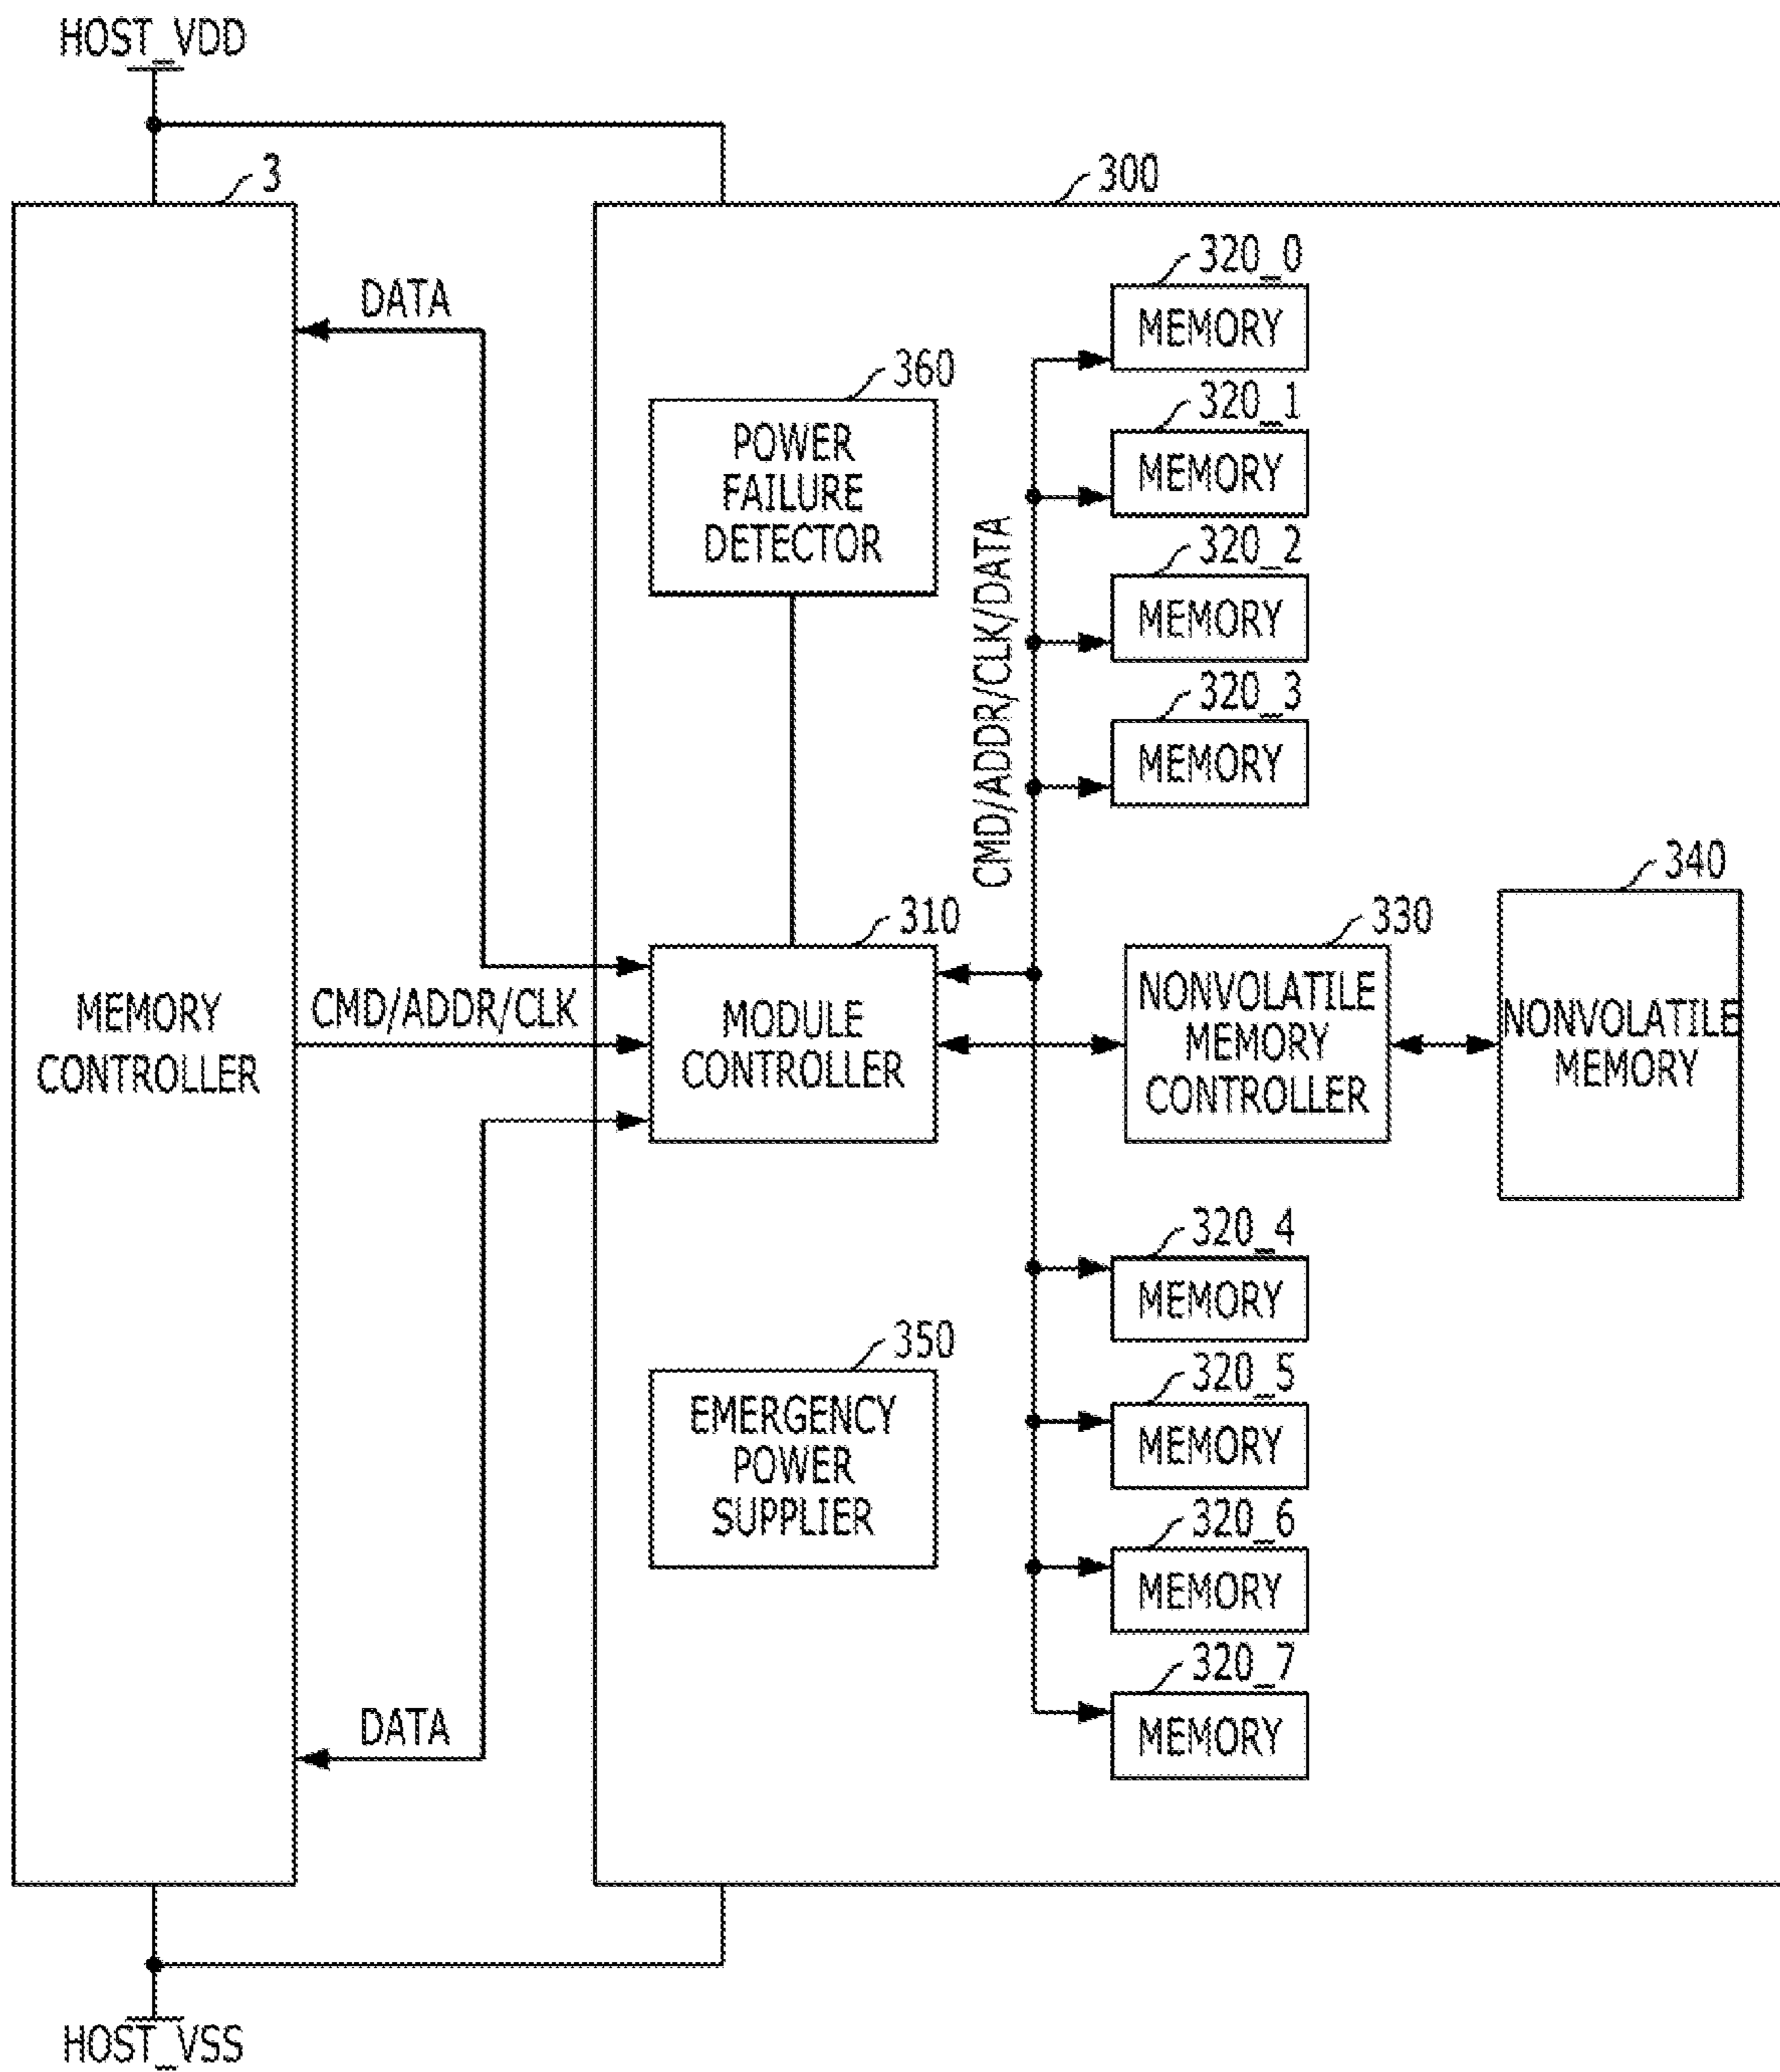 HOST_VDD
3
300
320_0
MEMORY
DATA
360
POWER
FAILURE
DETECTOR
320_1
MEMORY
320_2
MEMORY
CMD/ADDR/CLK/DATA
320_3
MEMORY
340
NONVOLATILE
MEMORY
310
MODULE
CONTROLLER
330
NONVOLATILE
MEMORY
CONTROLLER
CMD/ADDR/CLK
MEMORY
CONTROLLER
320_4
MEMORY
350
EMERGENCY
POWER
SUPPLIER
320_5
MEMORY
320_6
MEMORY
320_7
MEMORY
DATA
HOST_VSS